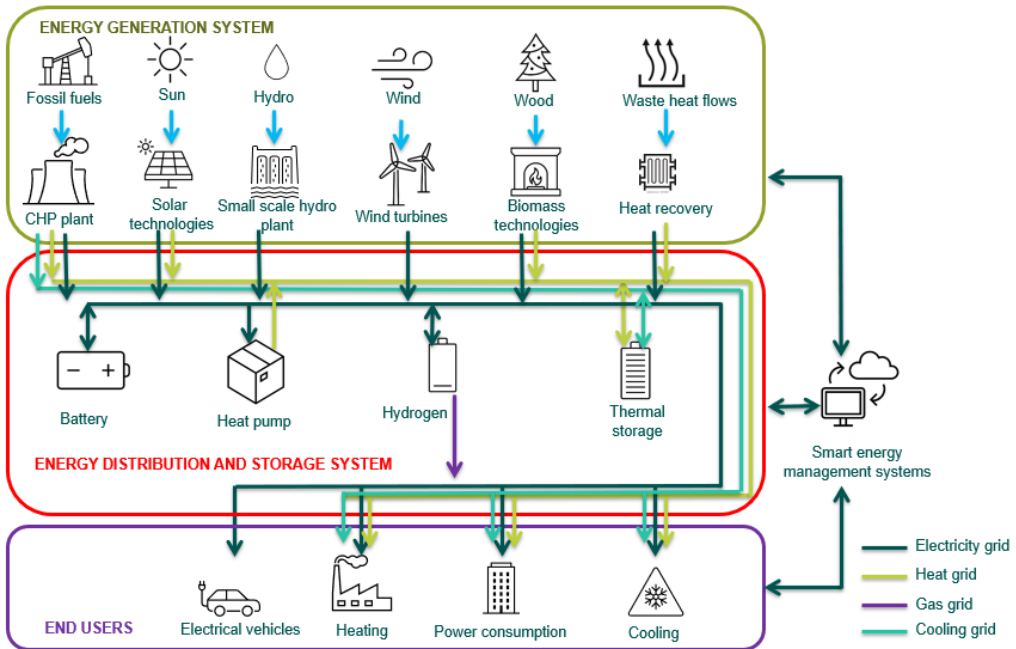 ENERGY GENERATION SYSTEM
Fossil fuels
Sun
Hydro
Wind
Wood
Waste heat flows
CHP plant
Solar
technologies
Small scale hydro
plant
Wind turbines
Biomass
technologies
Heat recovery
Battery
Heat pump
Hydrogen
Thermal
storage
ENERGY DISTRIBUTION AND STORAGE SYSTEM
Smart energy
management systems
Electrical vehicles
Heating
Power consumption
Cooling
END USERS
Electricity grid
Heat grid
Gas grid
Cooling grid